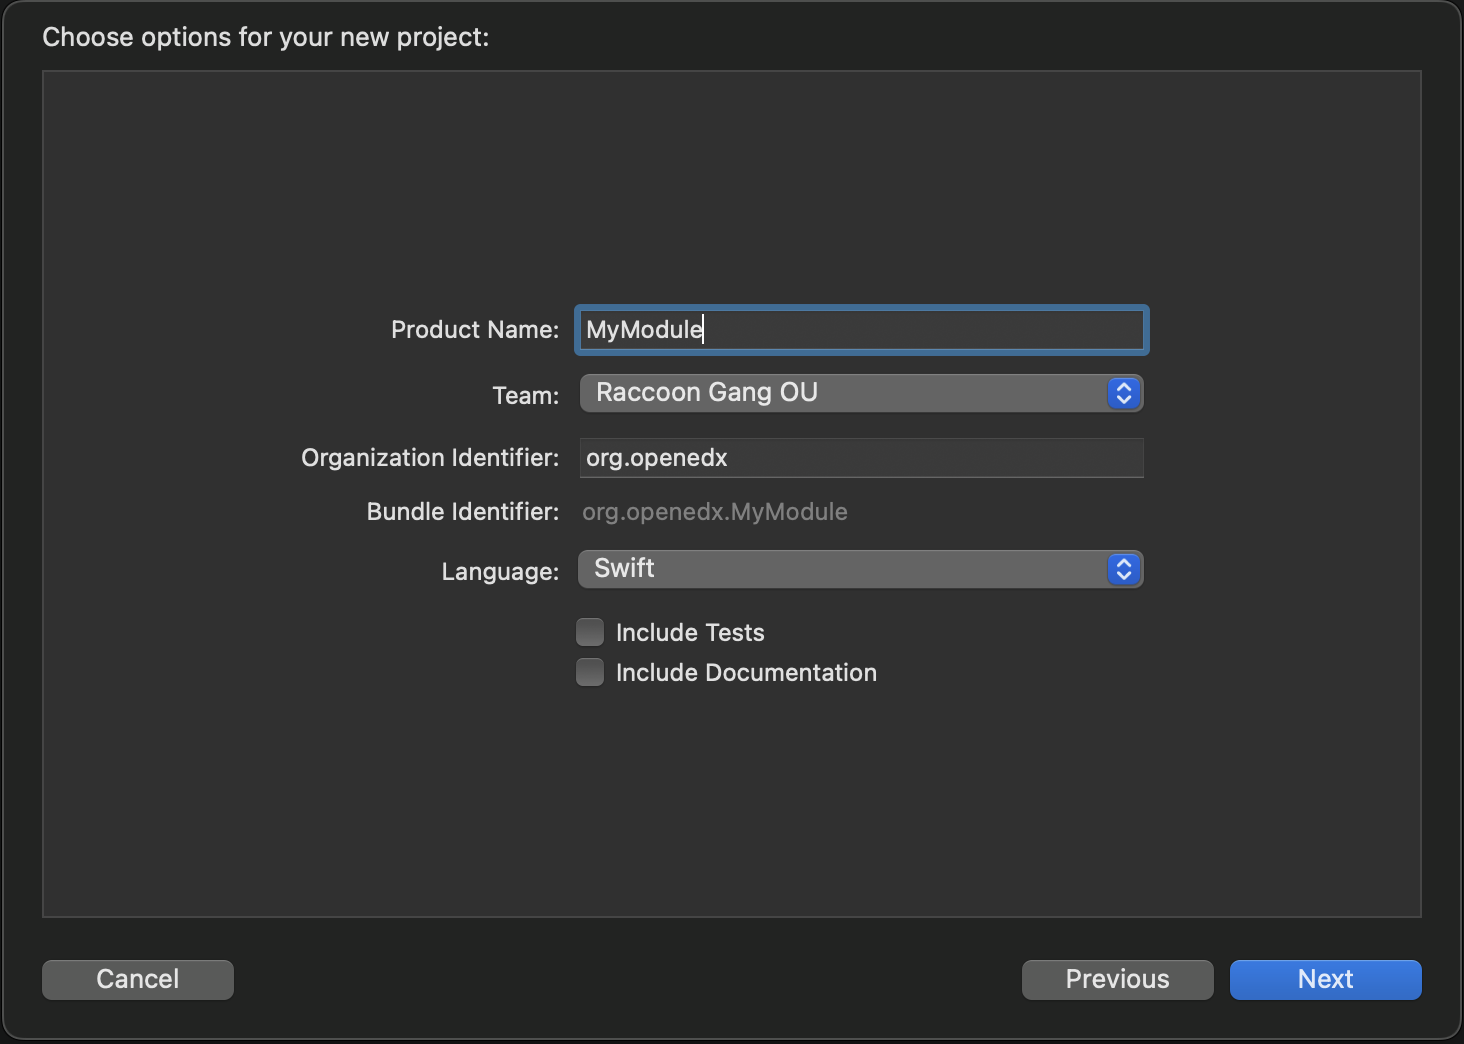 Choose options for your new project:
Product Name: MyModule
Team: Raccoon Gang OU
Organization Identifier: org.openedx
Bundle Identifier: org.openedx.MyModule
Language: Swift
Include Tests
Include Documentation
Cancel Previous Next